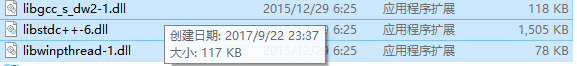 libgcc_s_dw2-1.dll 2015/12/29 6:25 应用程序扩展 118 KB
libstdc++-6.dll 2015/12/29 6:25 应用程序扩展 1,505 KB
创建日期: 2017/9/22 23:37
libwinpthread-1.dll 6:25 应用程序扩展 78 KB
大小: 117 KB